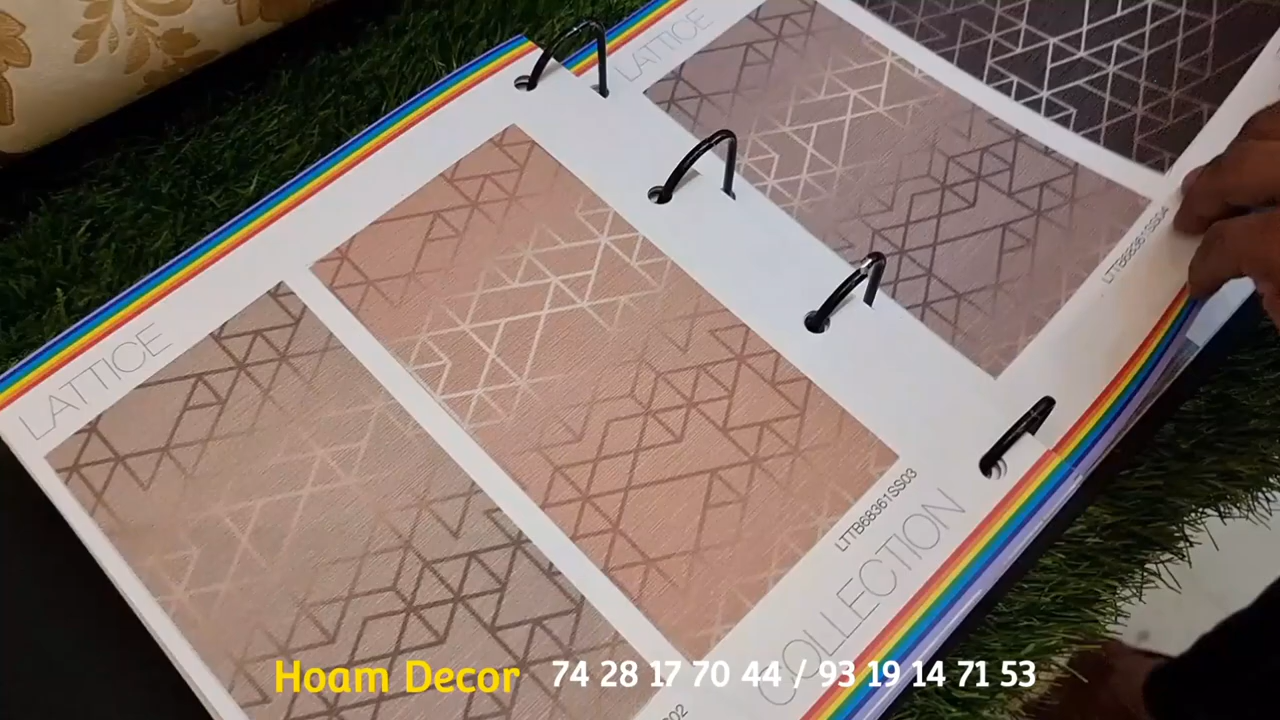 LATTICE
LATTICE
LTTB68361SS04
LTTB68361SS03
COLLECTION
Hoam Decor 74 28 17 70 44 / 93 19 14 71 53